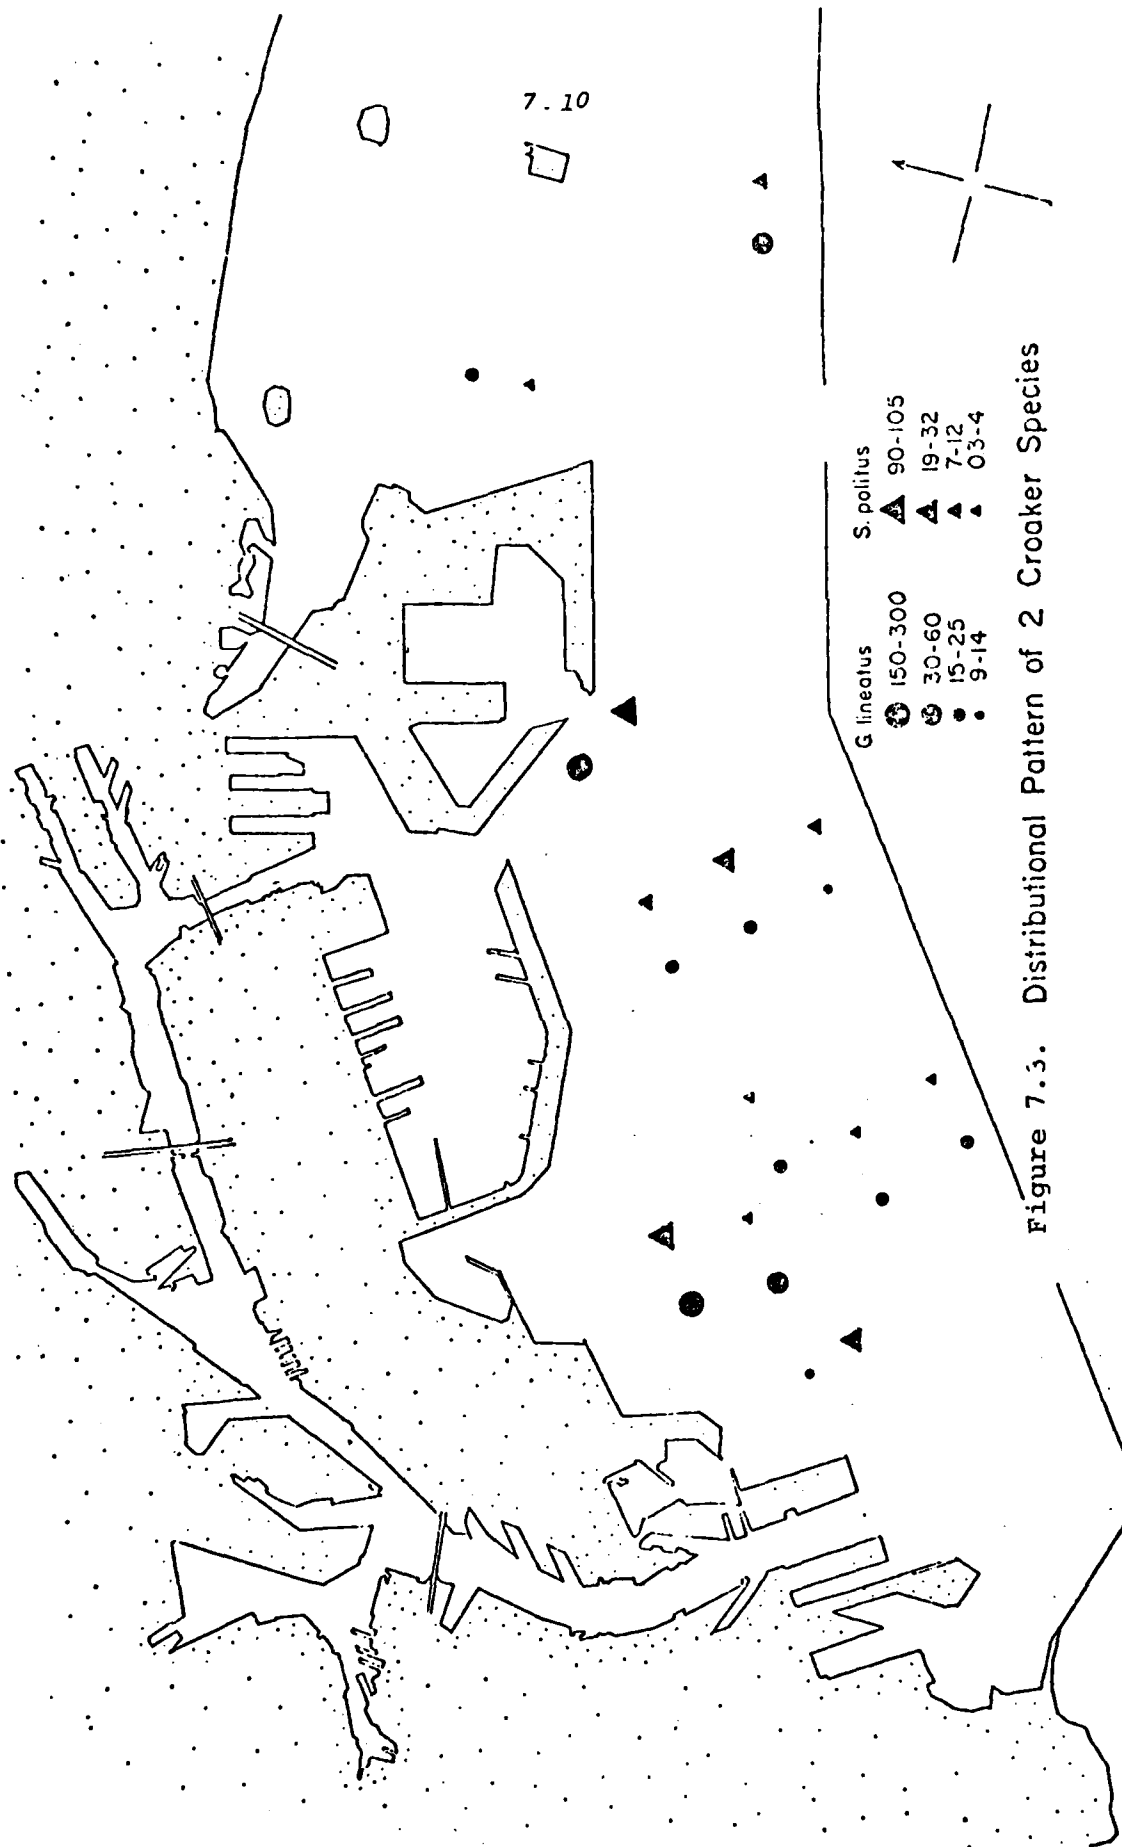 7.10
G lineatus S. politus
150-300 90-105
30-60 19-32
15-25 7-12
9-14 03-4
Figure 7.3. Distributional Pattern of 2 Croaker Species